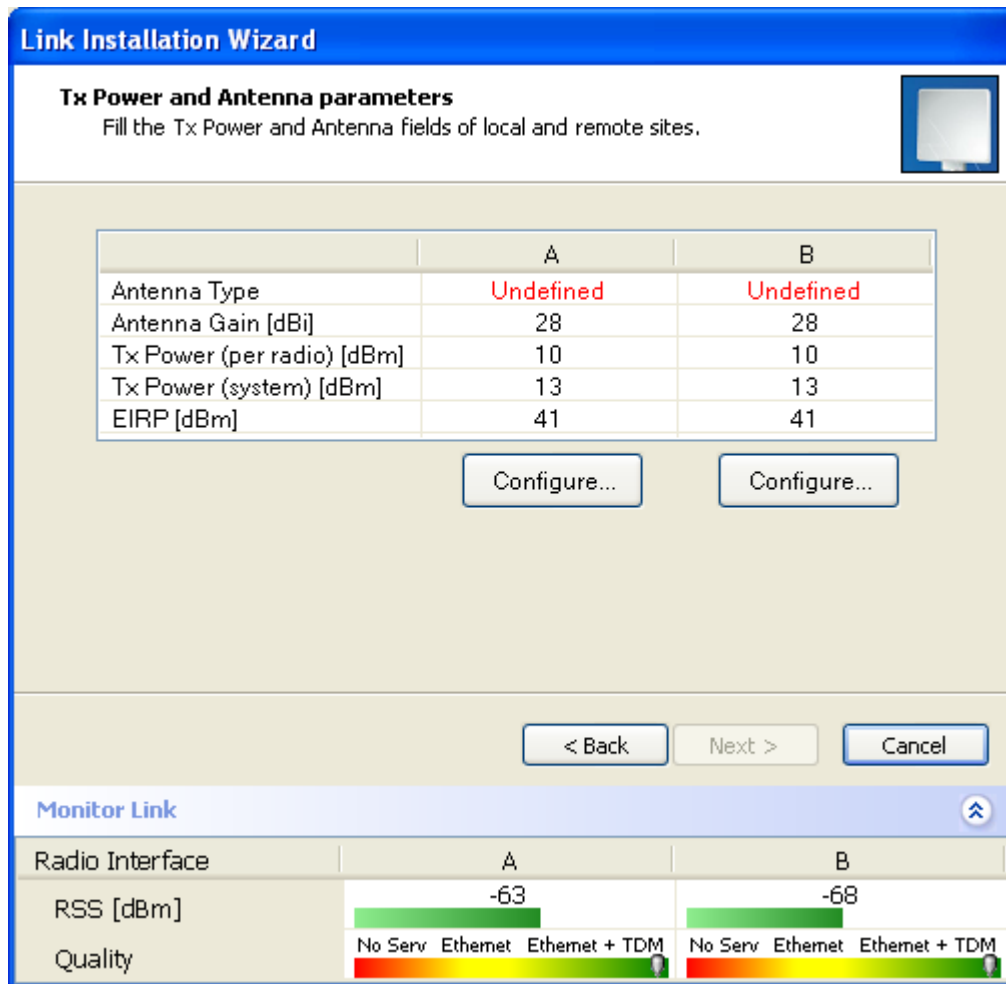 Link Installation Wizard
Tx Power and Antenna parameters
Fill the Tx Power and Antenna fields of local and remote sites.
A B
Antenna Type Undefined Undefined
Antenna Gain [dBi] 28 28
Tx Power (per radio) [dBm] 10 10
Tx Power (system) [dBm] 13 13
EIRP [dBm] 41 41
Configure... Configure...
< Back Next > Cancel
Monitor Link
Radio Interface A B
RSS [dBm] -63 -68
Quality No Serv Ethernet Ethernet + TDM No Serv Ethernet Ethernet + TDM